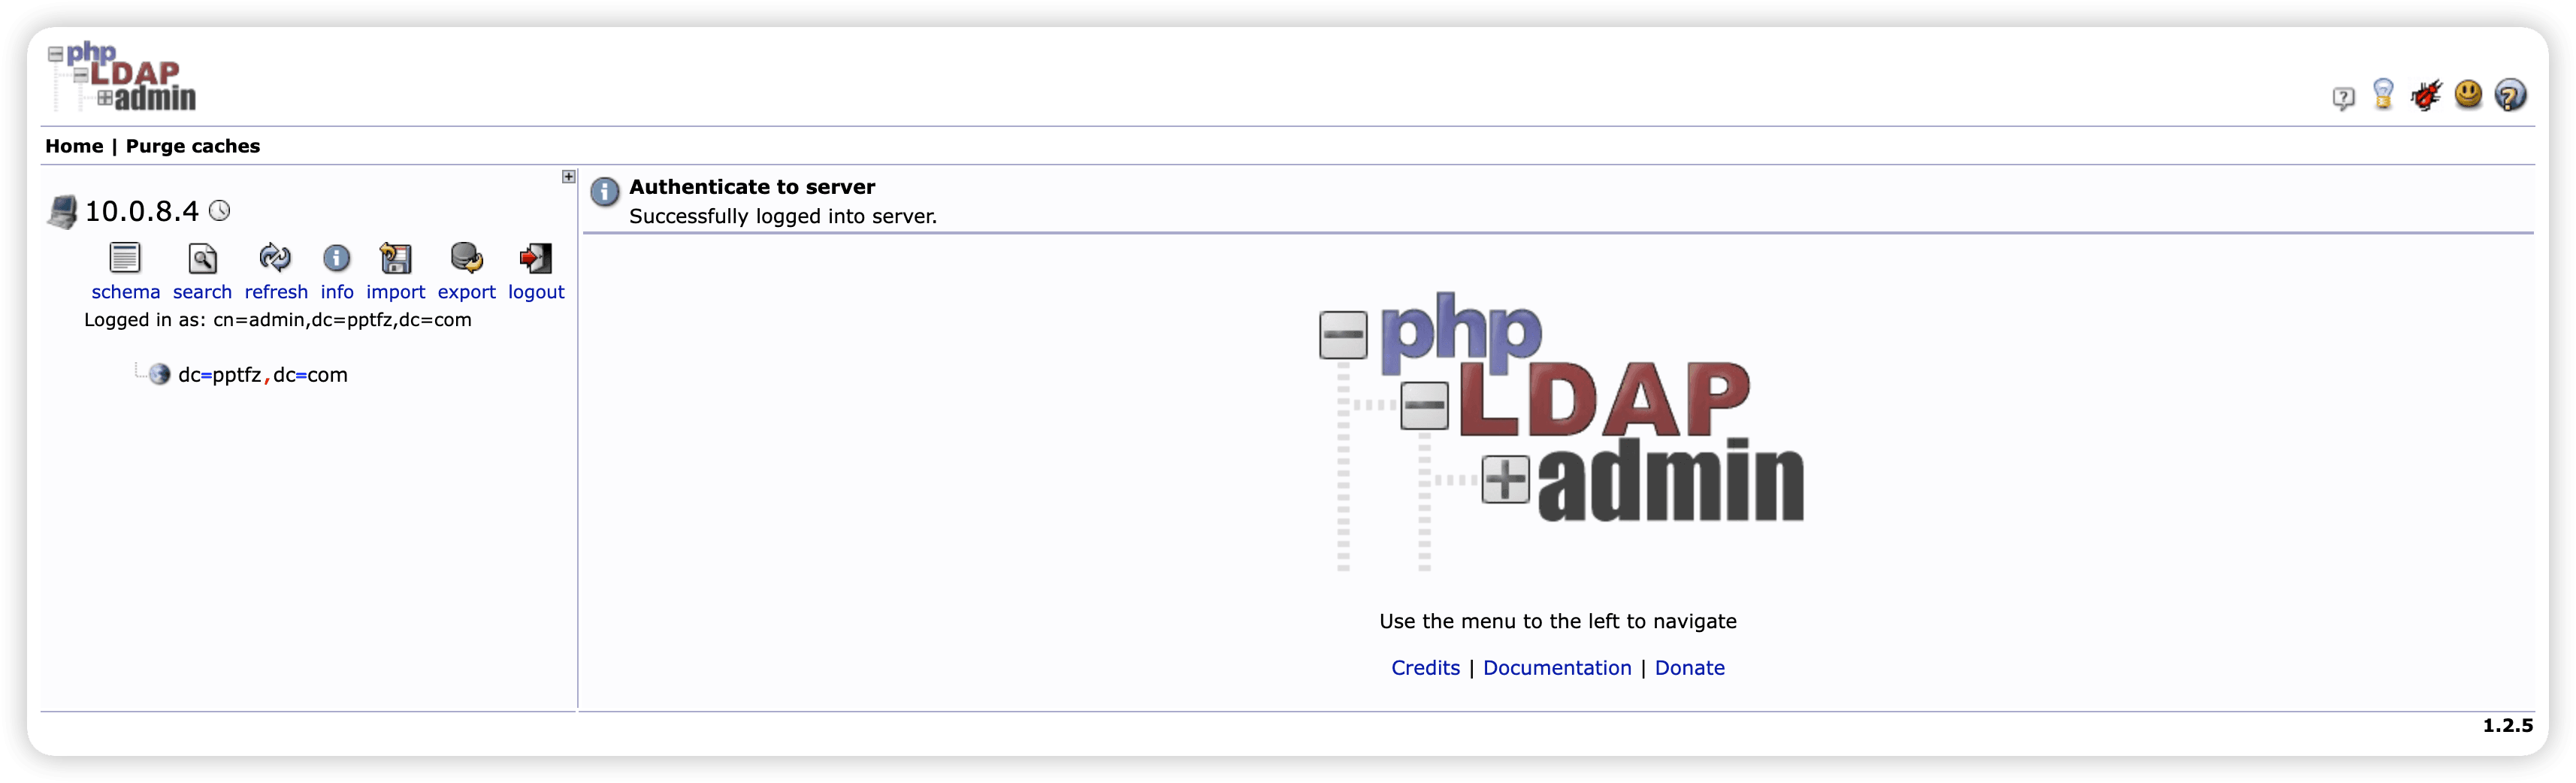 php
LDAP
admin
Home | Purge caches
10.0.8.4
schema search refresh info import export logout
Logged in as: cn=admin,dc=pptfz,dc=com
dc=pptfz,dc=com
Authenticate to server
Successfully logged into server.
php
LDAP
admin
Use the menu to the left to navigate
Credits | Documentation | Donate
1.2.5